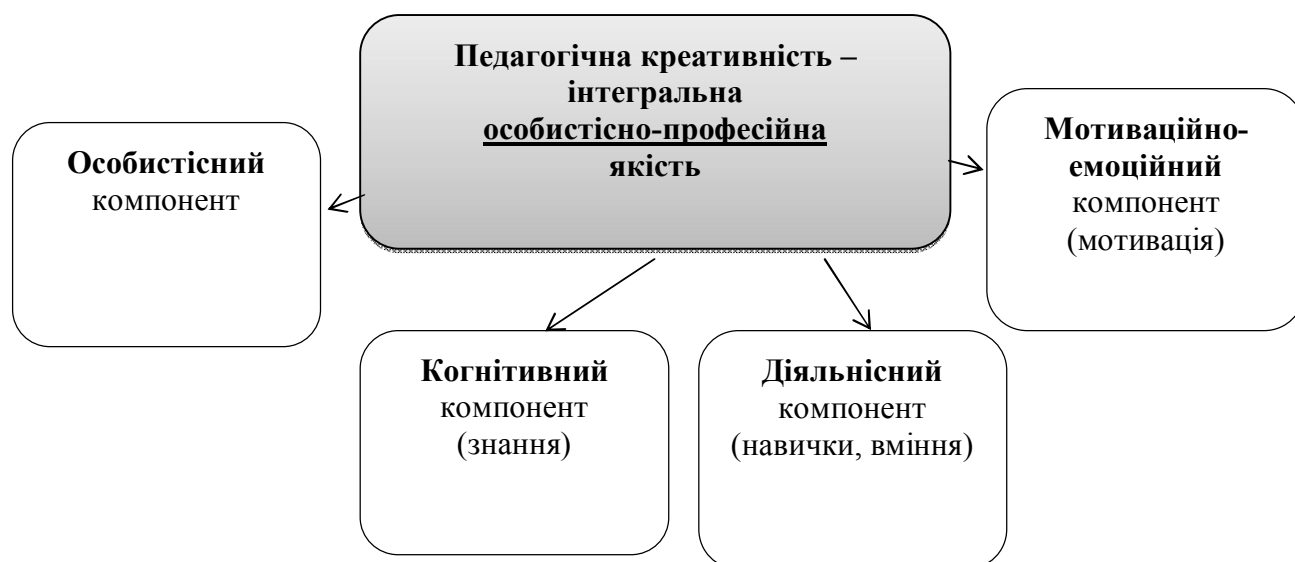 Педагогічна креативність –
інтегральна
особистісно-професійна
якість
Особистісний
компонент
Мотиваційно-
емоційний
компонент
(мотивація)
Когнітивний
компонент
(знання)
Діяльнісний
компонент
(навички, вміння)